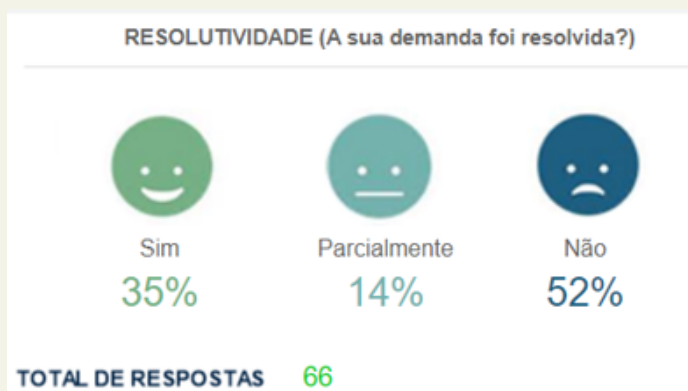 RESOLUTIVIDADE (A sua demanda foi resolvida?)
Sim Parcialmente Não
35% 14% 52%
TOTAL DE RESPOSTAS 66